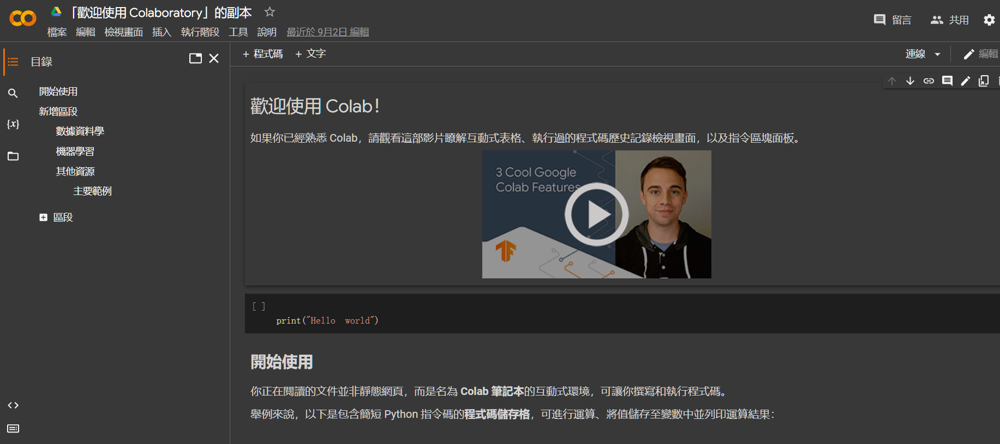 「歡迎使用 Colaboratory」的副本
檔案 編輯 檢視畫面 插入 執行階段 工具 說明 最近於 9月2日 編輯
留言 共用
目錄
開始使用
新增區段
數據資料學
機器學習
其他資源
主要範例
區段
+ 程式碼 + 文字
連線 編輯
歡迎使用 Colab！
如果你已經熟悉 Colab，請觀看這部影片瞭解互動式表格、執行過的程式碼歷史記錄檢視畫面，以及指令區塊面板。
3 Cool Google
Colab Features
[ ]
print("Hello  world")
開始使用
你正在閱讀的文件並非靜態網頁，而是名為 Colab 筆記本的互動式環境，可讓你撰寫和執行程式碼。
舉例來說，以下是包含簡短 Python 指令碼的程式碼儲存格，可進行運算、將值儲存至變數中並列印運算結果：